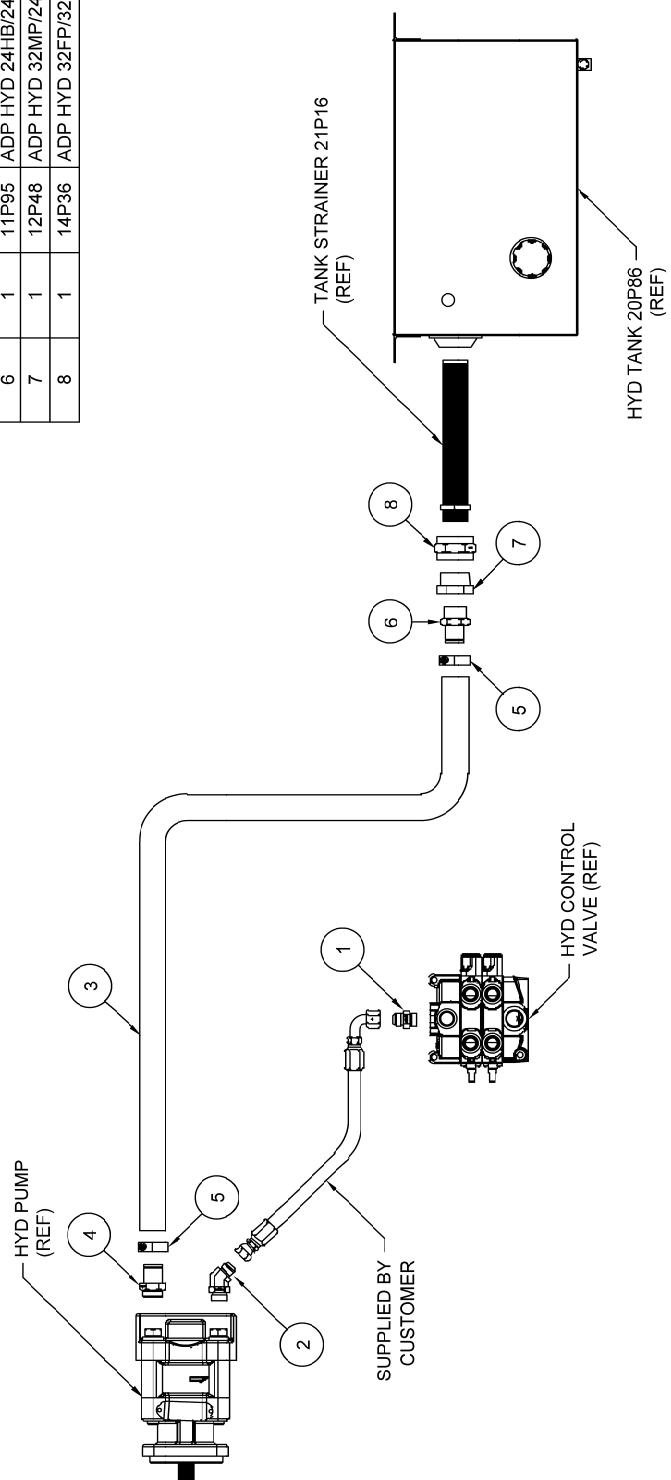 6 1 11P95 ADP HYD 24HB/24
7 1 12P48 ADP HYD 32MP/24
8 1 14P36 ADP HYD 32FP/32
HYD PUMP
(REF)
4
5
2
3
SUPPLIED BY
CUSTOMER
1
HYD CONTROL
VALVE (REF)
5
6
7
8
TANK STRAINER 21P16
(REF)
HYD TANK 20P86
(REF)